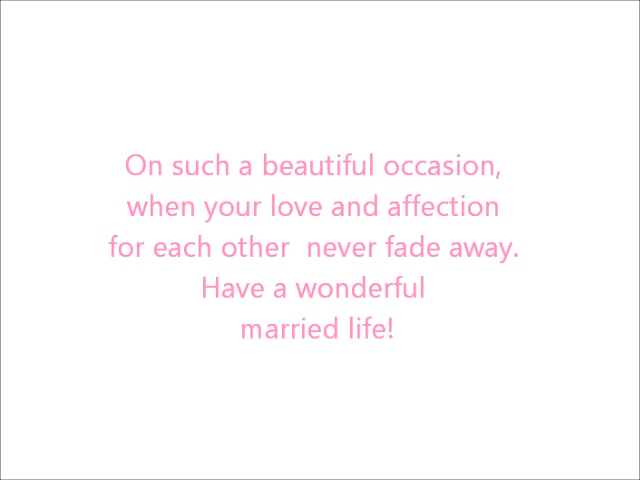 On such a beautiful occasion,
when your love and affection
for each other  never fade away.
Have a wonderful
married life!